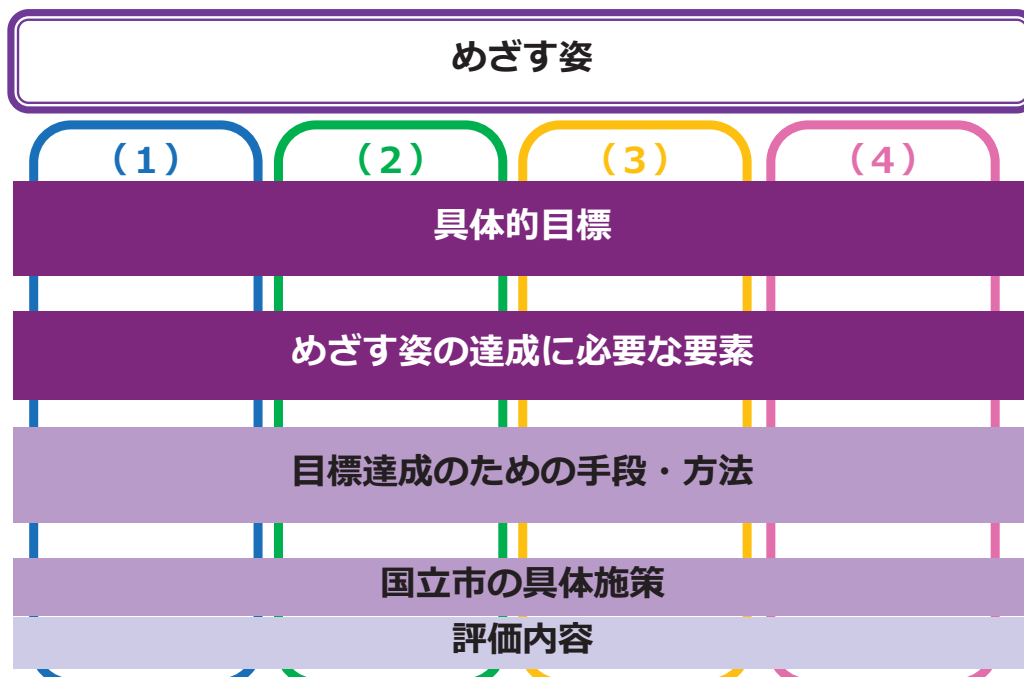 めざす姿
（1） （2） （3） （4）
具体的目標
めざす姿の達成に必要な要素
目標達成のための手段・方法
国立市の具体施策
評価内容